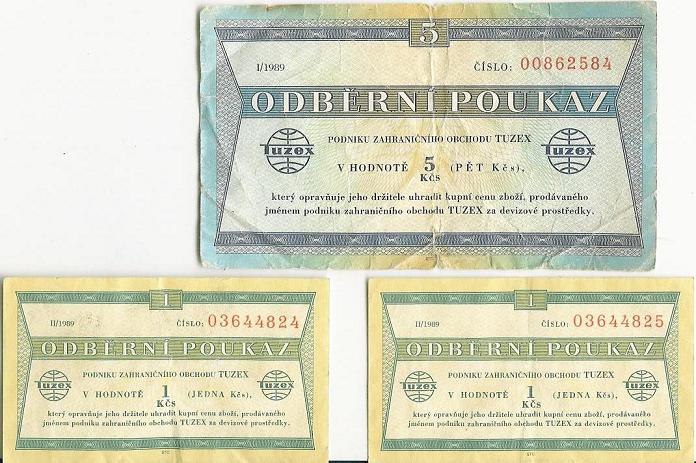 5
I/1989 ČÍSLO: 00862584
ODBĚRNÍ POUKAZ
PODNIKU ZAHRANIČNÍHO OBCHODU TUZEX
Tuzex V HODNOTĚ 5 (PĚT Kčs), Tuzex
KČS
který opravňuje jeho držitele uhradit kupní cenu zboží, prodávaného
jménem podniku zahraničního obchodu TUZEX za devizové prostředky.
1
II/1989 ČÍSLO: 03644824
ODBĚRNÍ POUKAZ
PODNIKU ZAHRANIČNÍHO OBCHODU TUZEX
Tuzex V HODNOTĚ 1 (JEDNA Kčs), Tuzex
KČS
který opravňuje jeho držitele uhradit kupní cenu zboží, prodávaného
jménem podniku zahraničního obchodu TUZEX za devizové prostředky.
STC
1
II/1989 ČÍSLO: 03644825
ODBĚRNÍ POUKAZ
PODNIKU ZAHRANIČNÍHO OBCHODU TUZEX
Tuzex V HODNOTĚ 1 (JEDNA Kčs), Tuzex
KČS
který opravňuje jeho držitele uhradit kupní cenu zboží, prodávaného
jménem podniku zahraničního obchodu TUZEX za devizové prostředky.
STC